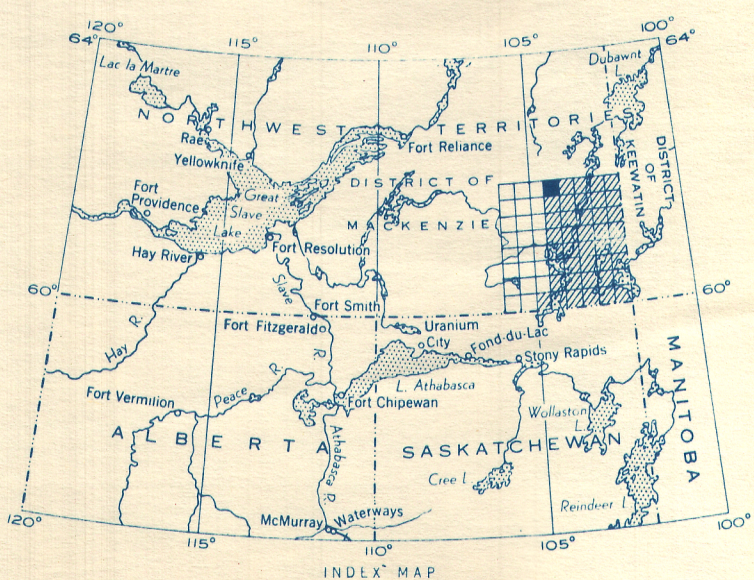 120°
115°
110°
105°
100°
64°
64°
Lac la Martre
Dubawnt
L.
NORTHWEST TERRITORIES
Rae
Yellowknife
Fort Reliance
DISTRICT
OF
KEEWATIN
DISTRICT OF
MACKENZIE
Fort
Providence
Great
Slave
Lake
Hay River
Fort Resolution
Slave
R.
60°
60°
Fort Smith
Fort Fitzgerald
Uranium
City
Fond-du-Lac
Stony Rapids
Hay R.
L. Athabasca
MANITOBA
Fort Vermilion
Peace R.
Fort Chipewan
Wollaston
L.
ALBERTA
Athabasca R.
SASKATCHEWAN
Cree L.
Reindeer L.
McMurray
Waterways
120°
115°
110°
105°
100°
INDEX MAP